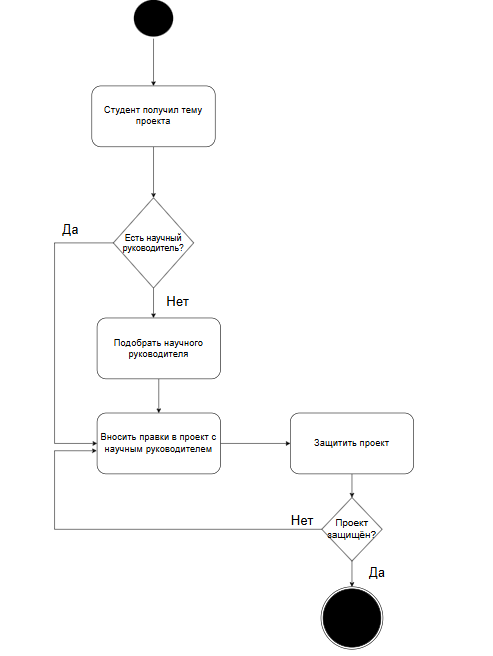 Студент получил тему
проекта
Да
Есть научный
руководитель?
Нет
Подобрать научного
руководителя
Вносить правки в проект с
научным руководителем
Защитить проект
Нет
Проект
защищён?
Да